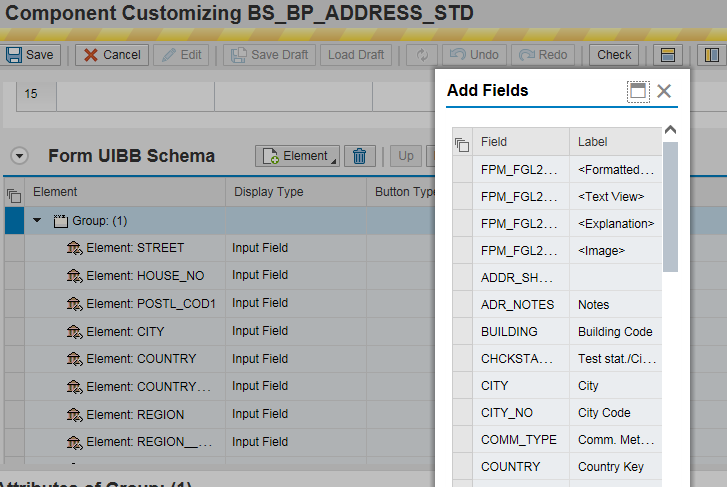 Component Customizing BS_BP_ADDRESS_STD
Save Cancel Edit Save Draft Load Draft Undo Redo Check
15
Form UIBB Schema Element Up
Element Display Type Button Type
Group: (1)
Element: STREET Input Field
Element: HOUSE_NO Input Field
Element: POSTL_COD1 Input Field
Element: CITY Input Field
Element: COUNTRY Input Field
Element: COUNTRY... Input Field
Element: REGION Input Field
Element: REGION__... Input Field
Attributes of Group: (1)
Add Fields
Field Label
FPM_FGL2... <Formatted...
FPM_FGL2... <Text View>
FPM_FGL2... <Explanation>
FPM_FGL2... <Image>
ADDR_SH...
ADR_NOTES Notes
BUILDING Building Code
CHCKSTA... Test stat./Ci...
CITY City
CITY_NO City Code
COMM_TYPE Comm. Met...
COUNTRY Country Key